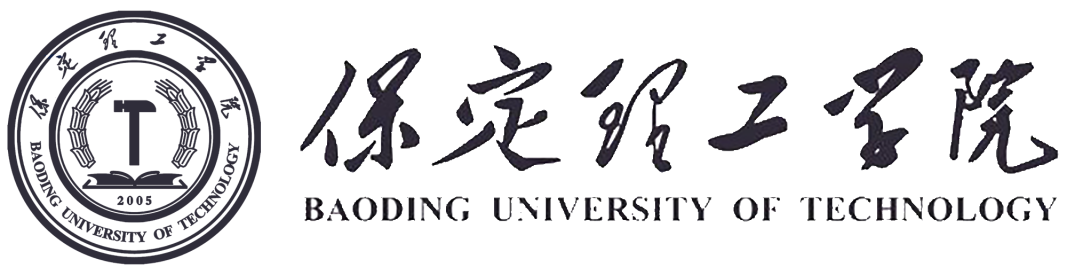 保定理工学院
2005
BAODING UNIVERSITY OF TECHNOLOGY
保定理工学院
BAODING UNIVERSITY OF TECHNOLOGY